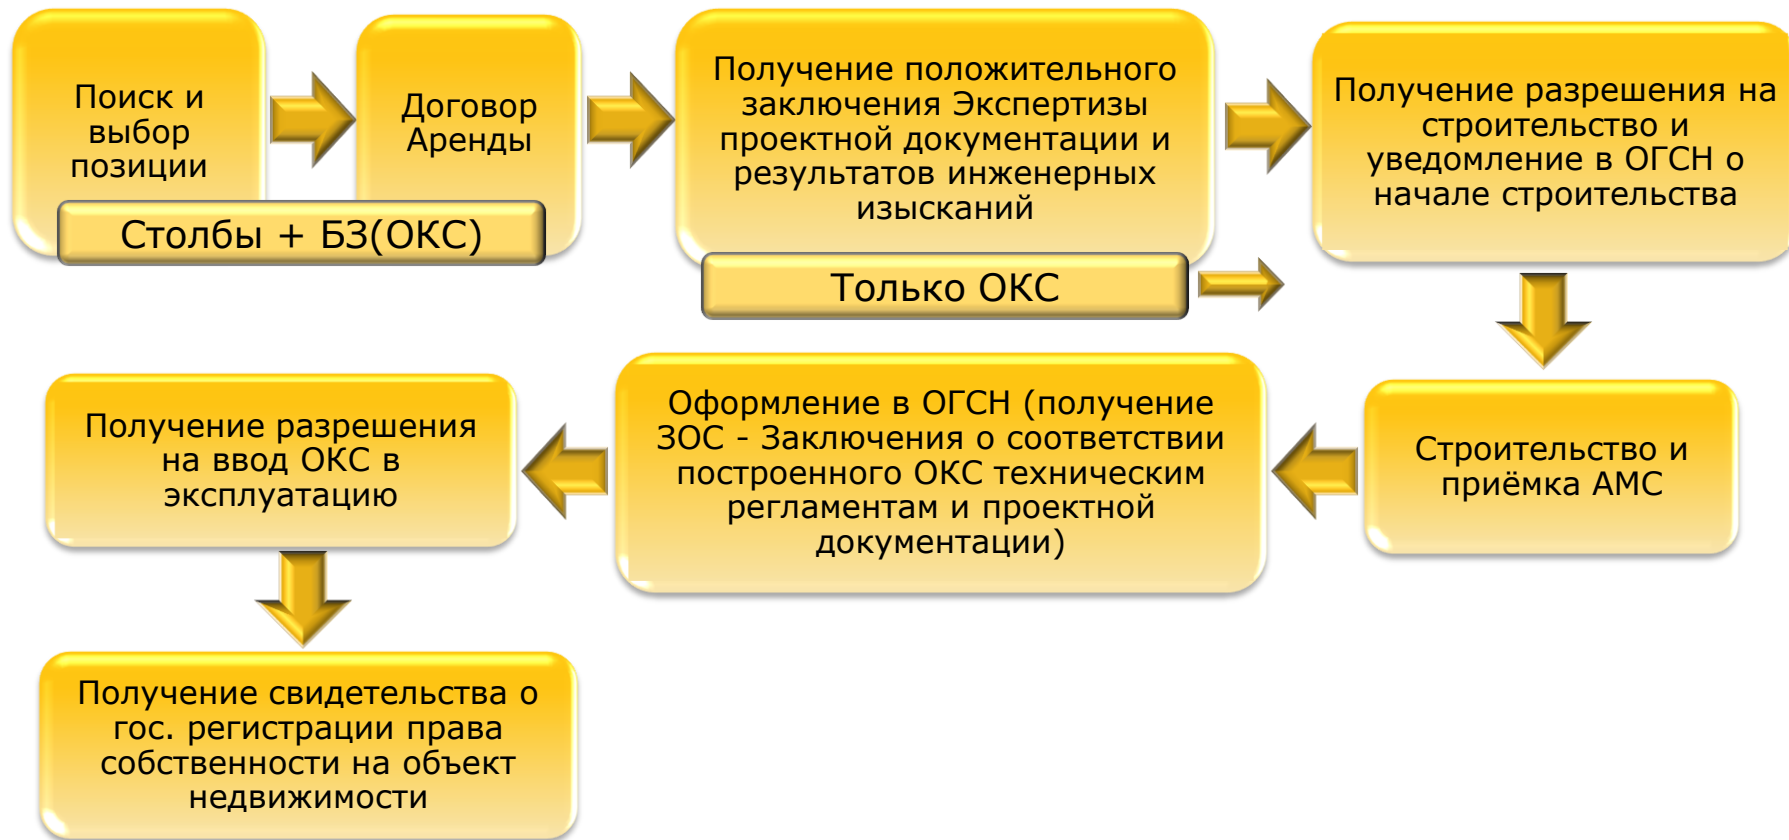 Поиск и
выбор
позиции
Договор
Аренды
Столбы + БЗ(ОКС)
Получение положительного
заключения Экспертизы
проектной документации и
результатов инженерных
изысканий
Только ОКС
Получение разрешения на
строительство и
уведомление в ОГСН о
начале строительства
Строительство и
приёмка АМС
Оформление в ОГСН (получение
ЗОС - Заключения о соответствии
построенного ОКС техническим
регламентам и проектной
документации)
Получение разрешения
на ввод ОКС в
эксплуатацию
Получение свидетельства о
гос. регистрации права
собственности на объект
недвижимости